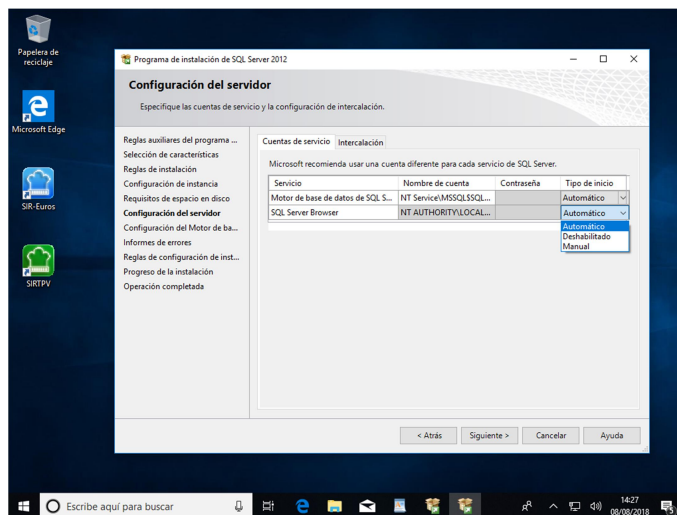 Papelera de
reciclaje
Microsoft Edge
SIR-Euros
SIRTPV
Programa de instalación de SQL Server 2012
Configuración del servidor
Especifique las cuentas de servicio y la configuración de intercalación.
Reglas auxiliares del programa ...
Selección de características
Reglas de instalación
Configuración de instancia
Requisitos de espacio en disco
Configuración del servidor
Configuración del Motor de ba...
Informes de errores
Reglas de configuración de inst...
Progreso de la instalación
Operación completada
Cuentas de servicio Intercalación
Microsoft recomienda usar una cuenta diferente para cada servicio de SQL Server.
Servicio Nombre de cuenta Contraseña Tipo de inicio
Motor de base de datos de SQL S... NT Service\MSSQL$SQL... Automático
SQL Server Browser NT AUTHORITY\LOCAL... Automático
Automático
Deshabilitado
Manual
< Atrás Siguiente > Cancelar Ayuda
Escribe aquí para buscar
14:27
08/08/2018
5